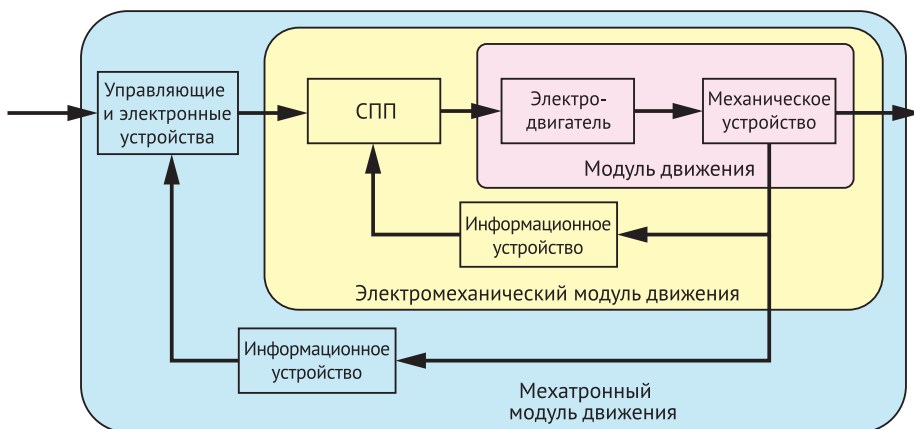 Управляющие
и электронные
устройства
СПП
Электро-
двигатель
Механическое
устройство
Модуль движения
Информационное
устройство
Электромеханический модуль движения
Информационное
устройство
Мехатронный
модуль движения